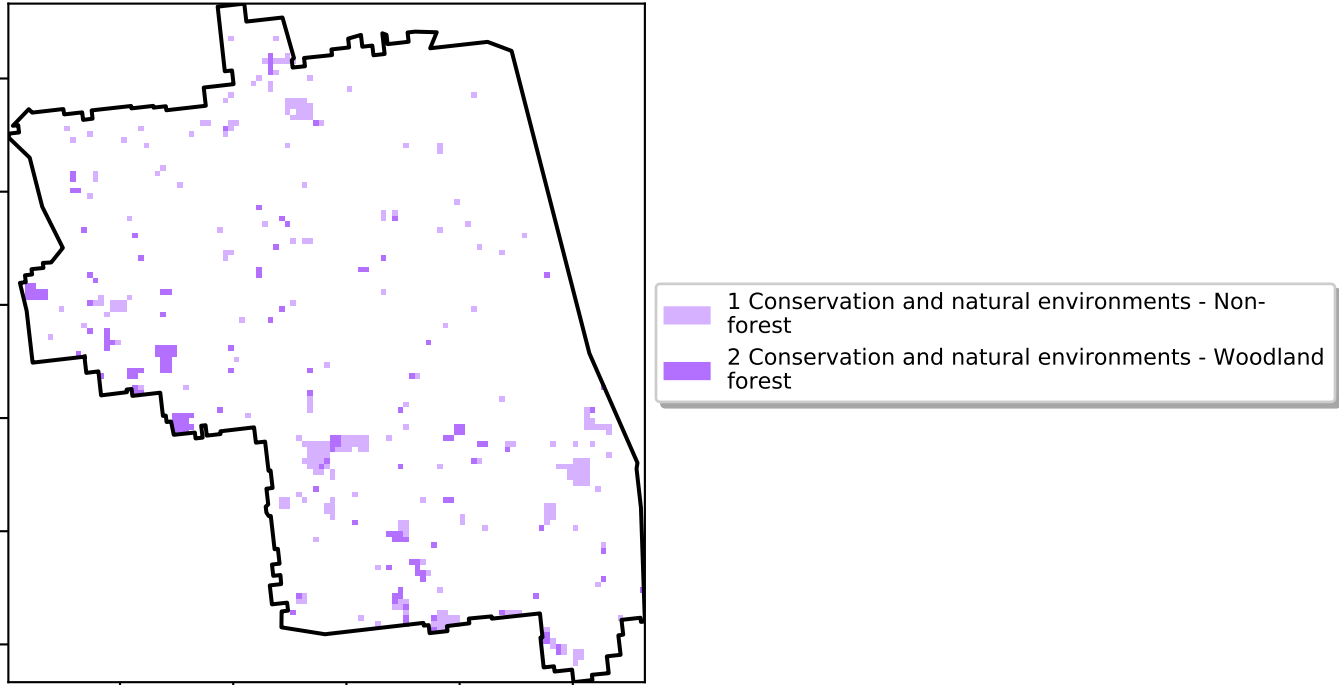 1 Conservation and natural environments - Non-
forest
2 Conservation and natural environments - Woodland
forest